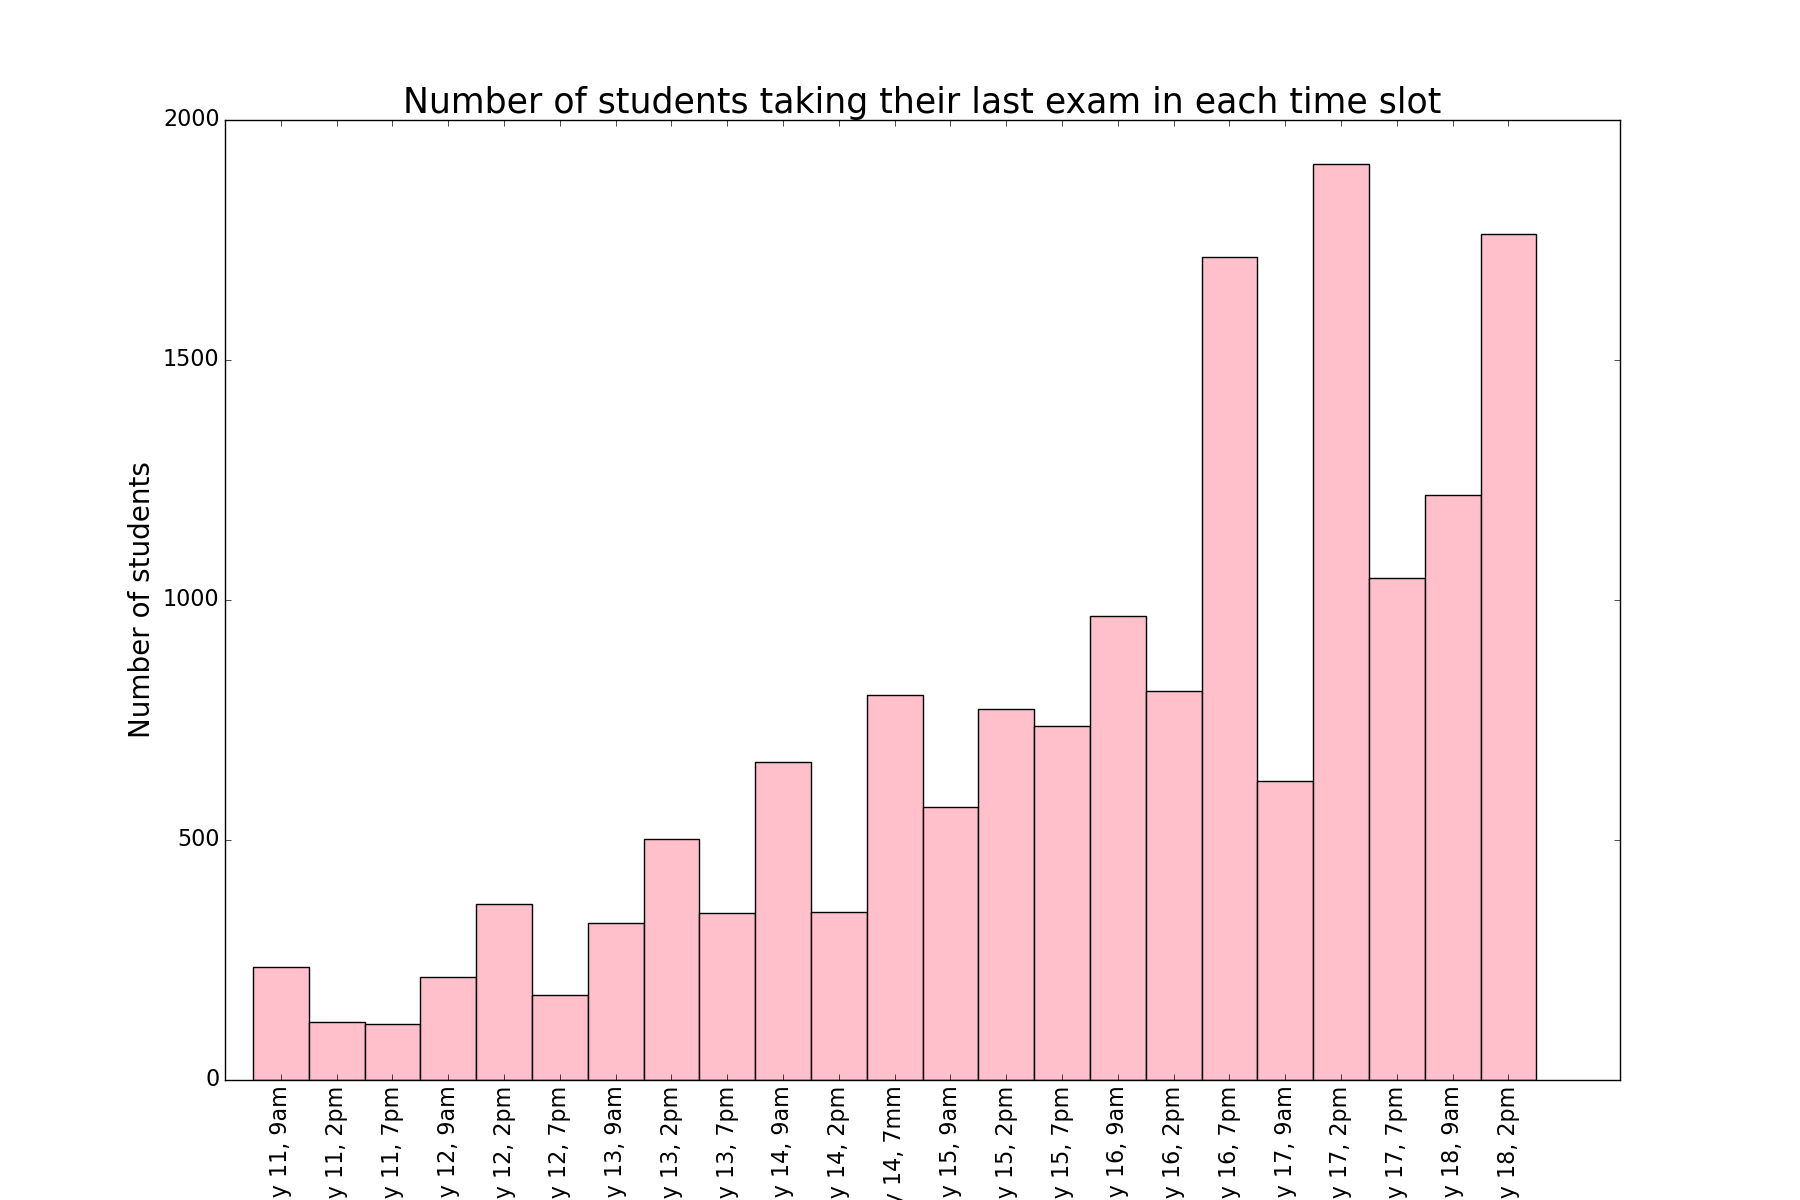 Number of students taking their last exam in each time slot
2000
1500
1000
500
0
Number of students
y 11, 9am
y 11, 2pm
y 11, 7pm
y 12, 9am
y 12, 2pm
y 12, 7pm
y 13, 9am
y 13, 2pm
y 13, 7pm
y 14, 9am
y 14, 2pm
y 14, 7mm
y 15, 9am
y 15, 2pm
y 15, 7pm
y 16, 9am
y 16, 2pm
y 16, 7pm
y 17, 9am
y 17, 2pm
y 17, 7pm
y 18, 9am
y 18, 2pm